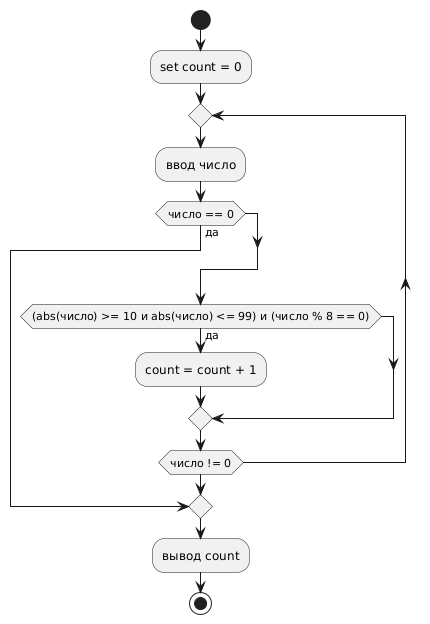 set count = 0
ввод число
число == 0
да
(abs(число) >= 10 и abs(число) <= 99) и (число % 8 == 0)
да
count = count + 1
число != 0
вывод count